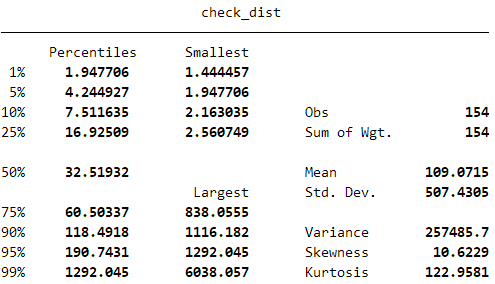 check_dist
Percentiles Smallest
1% 1.947706 1.444457
5% 4.244927 1.947706
10% 7.511635 2.163035 Obs 154
25% 16.92509 2.560749 Sum of Wgt. 154
50% 32.51932 Mean 109.0715
Largest Std. Dev. 507.4305
75% 60.50337 838.0555
90% 118.4918 1116.182 Variance 257485.7
95% 190.7431 1292.045 Skewness 10.6229
99% 1292.045 6038.057 Kurtosis 122.9581